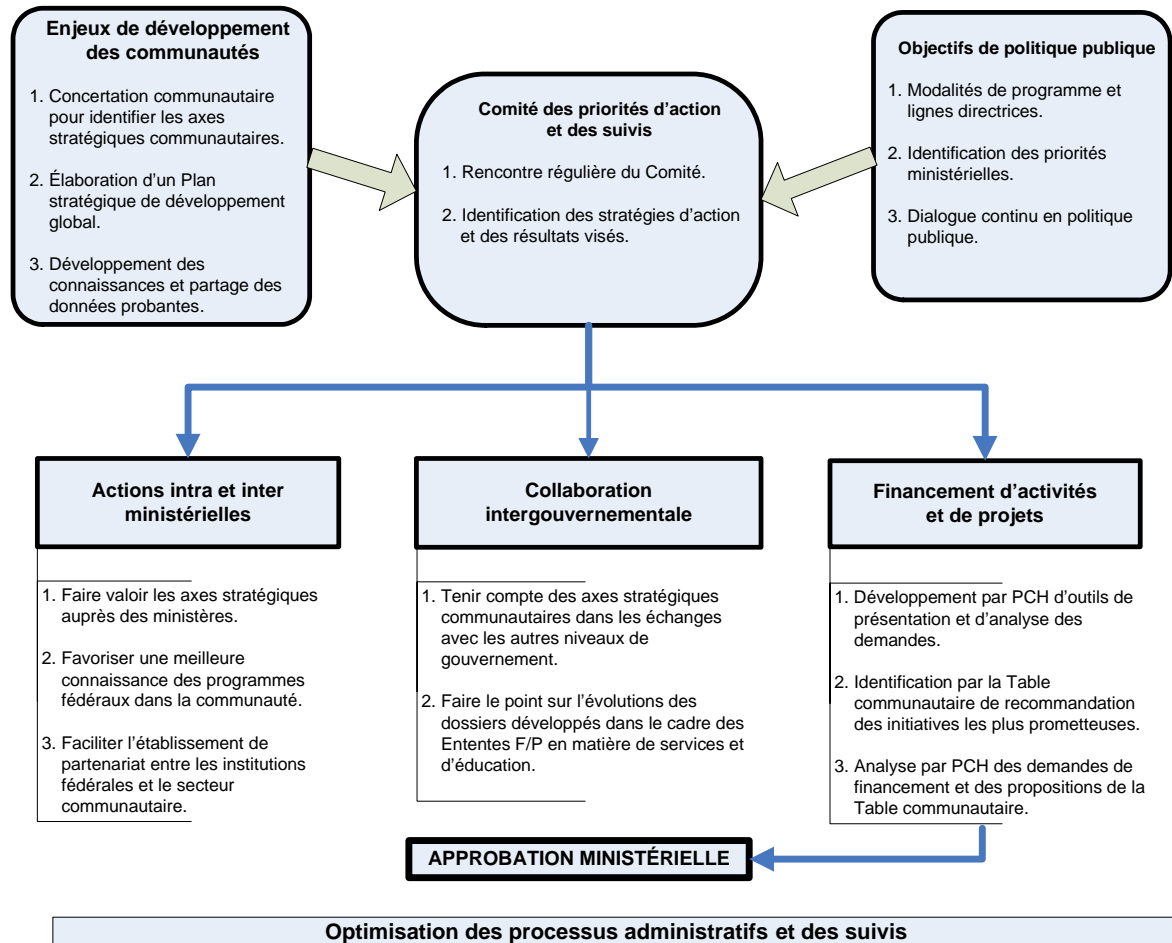 Enjeux de développement
des communautés
1. Concertation communautaire
pour identifier les axes
stratégiques communautaires.
2. Élaboration d’un Plan
stratégique de développement
global.
3. Développement des
connaissances et partage des
données probantes.
Comité des priorités d’action
et des suivis
1. Rencontre régulière du Comité.
2. Identification des stratégies d’action
et des résultats visés.
Objectifs de politique publique
1. Modalités de programme et
lignes directrices.
2. Identification des priorités
ministérielles.
3. Dialogue continu en politique
publique.
Actions intra et inter
ministérielles
1. Faire valoir les axes stratégiques
auprès des ministères.
2. Favoriser une meilleure
connaissance des programmes
fédéraux dans la communauté.
3. Faciliter l’établissement de
partenariat entre les institutions
fédérales et le secteur
communautaire.
Collaboration
intergouvernementale
1. Tenir compte des axes stratégiques
communautaires dans les échanges
avec les autres niveaux de
gouvernement.
2. Faire le point sur l’évolutions des
dossiers développés dans le cadre des
Ententes F/P en matière de services et
d’éducation.
Financement d’activités
et de projets
1. Développement par PCH d’outils de
présentation et d’analyse des
demandes.
2. Identification par la Table
communautaire de recommandation
des initiatives les plus prometteuses.
3. Analyse par PCH des demandes de
financement et des propositions de la
Table communautaire.
APPROBATION MINISTÉRIELLE
Optimisation des processus administratifs et des suivis